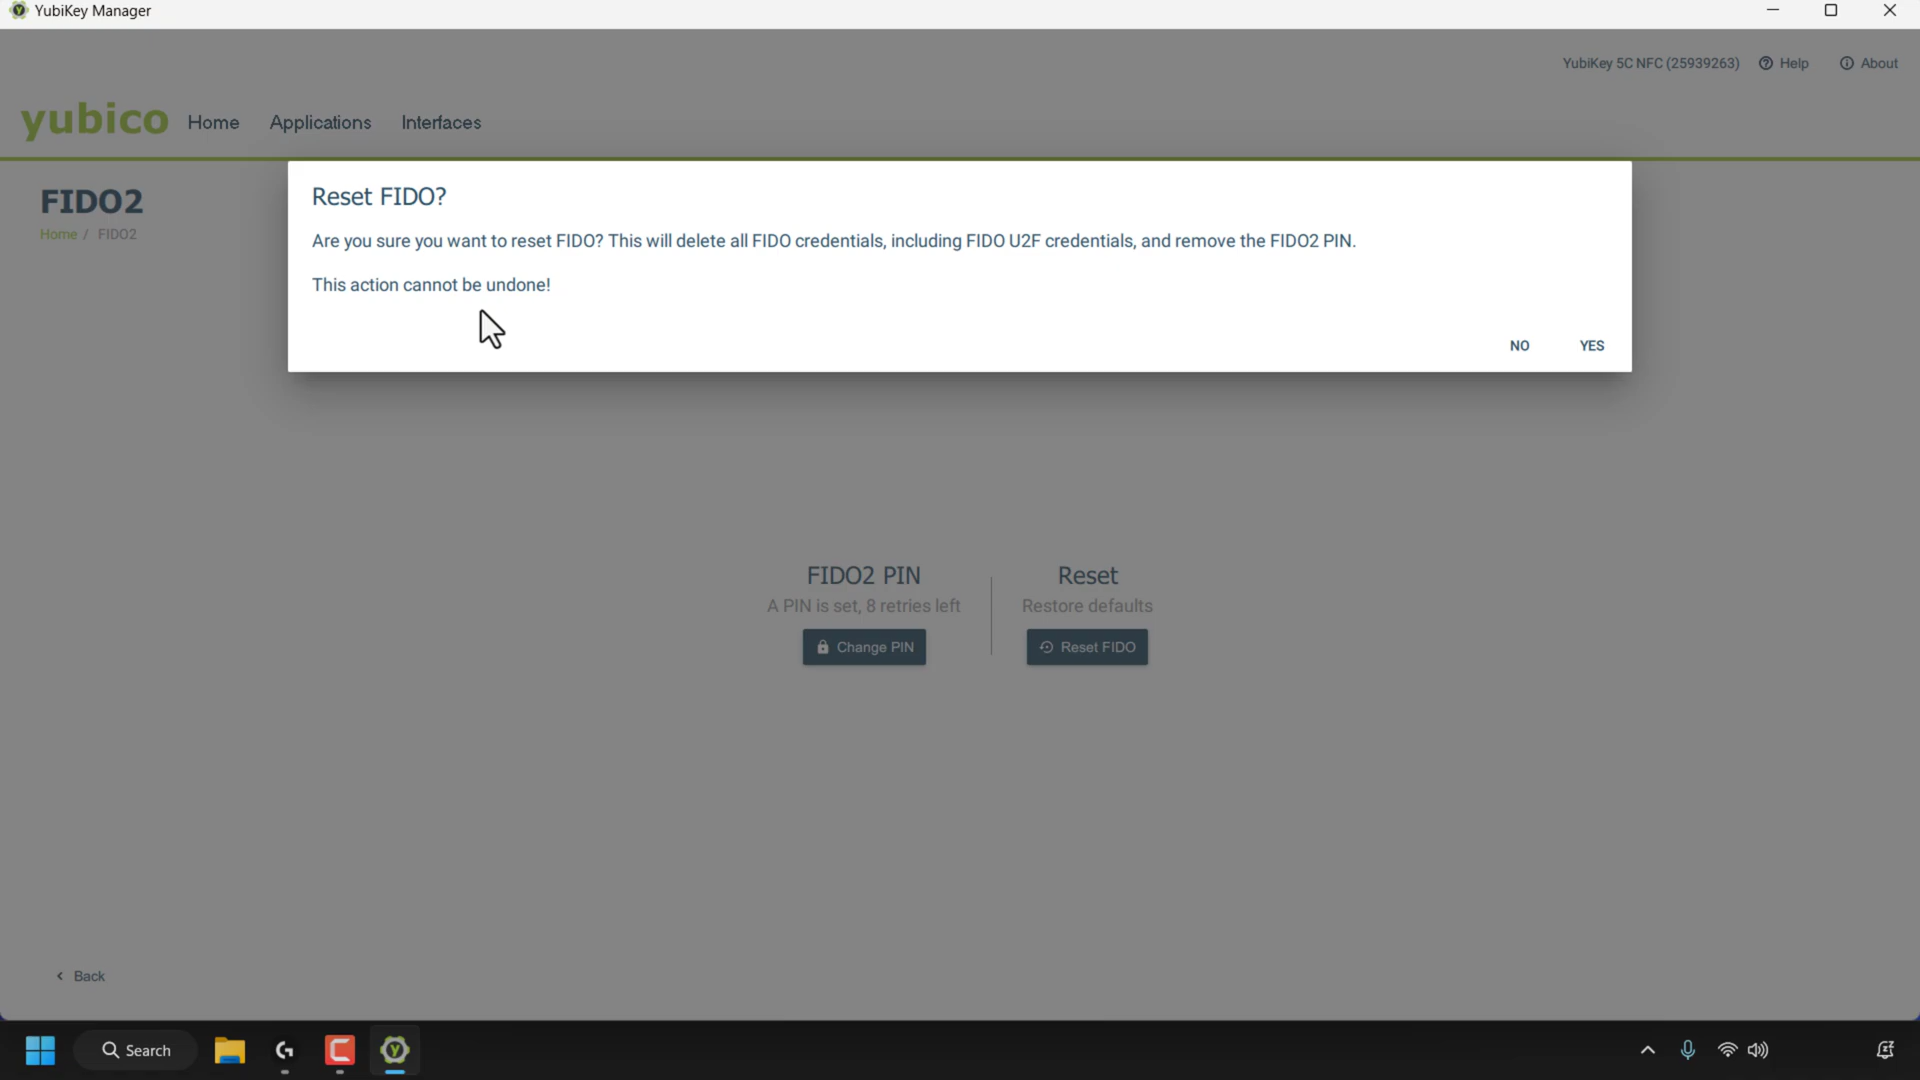 YubiKey Manager
YubiKey 5C NFC (25939263) Help About
yubico Home Applications Interfaces
FIDO2
Home / FIDO2
Reset FIDO?
Are you sure you want to reset FIDO? This will delete all FIDO credentials, including FIDO U2F credentials, and remove the FIDO2 PIN.
This action cannot be undone!
NO YES
FIDO2 PIN Reset
A PIN is set, 8 retries left Restore defaults
Change PIN Reset FIDO
Back
Search